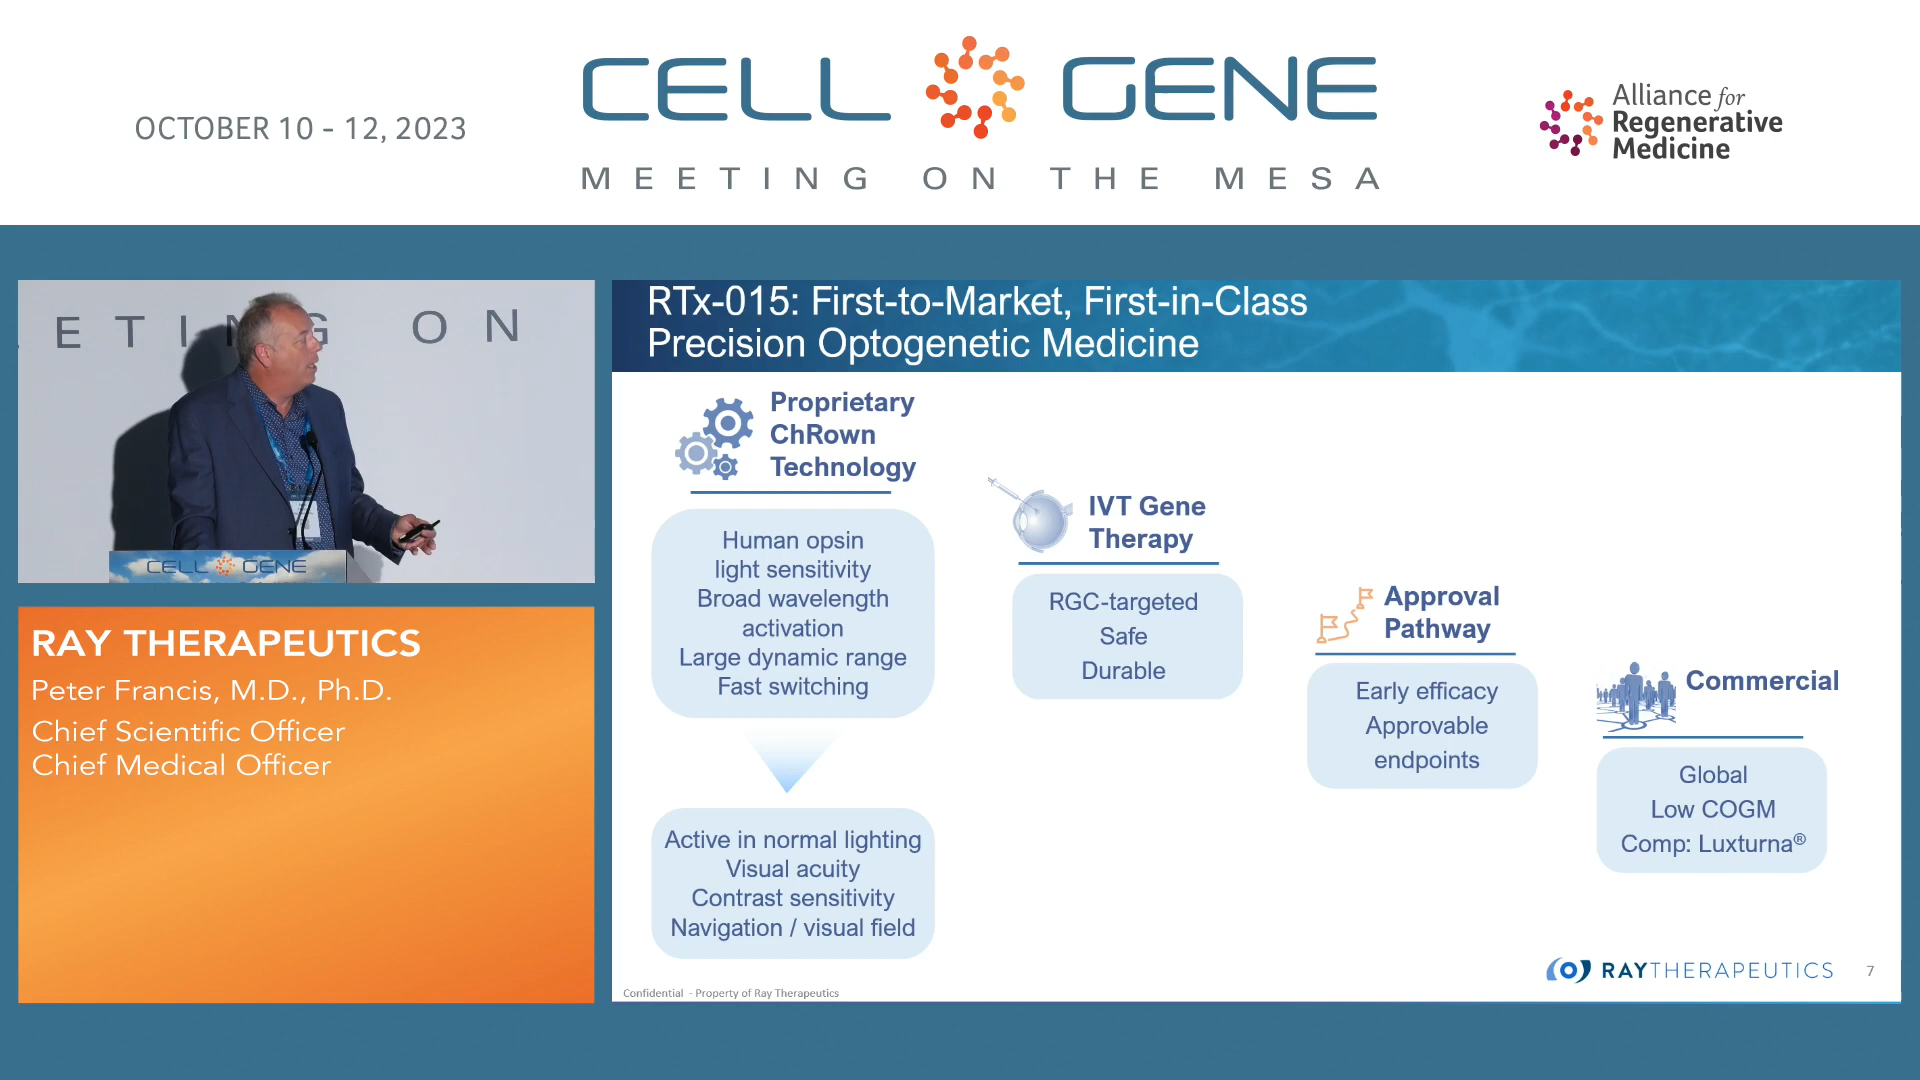 OCTOBER 10 - 12, 2023
CELL GENE
MEETING ON THE MESA
Alliance for
Regenerative
Medicine
ETING ON
CELL GENE
RAY THERAPEUTICS
Peter Francis, M.D., Ph.D.
Chief Scientific Officer
Chief Medical Officer
RTx-015: First-to-Market, First-in-Class
Precision Optogenetic Medicine
Proprietary
ChRown
Technology
Human opsin
light sensitivity
Broad wavelength
activation
Large dynamic range
Fast switching
Active in normal lighting
Visual acuity
Contrast sensitivity
Navigation / visual field
IVT Gene
Therapy
RGC-targeted
Safe
Durable
Approval
Pathway
Early efficacy
Approvable
endpoints
Commercial
Global
Low COGM
Comp: Luxturna®
RAYTHERAPEUTICS
7
Confidential - Property of Ray Therapeutics